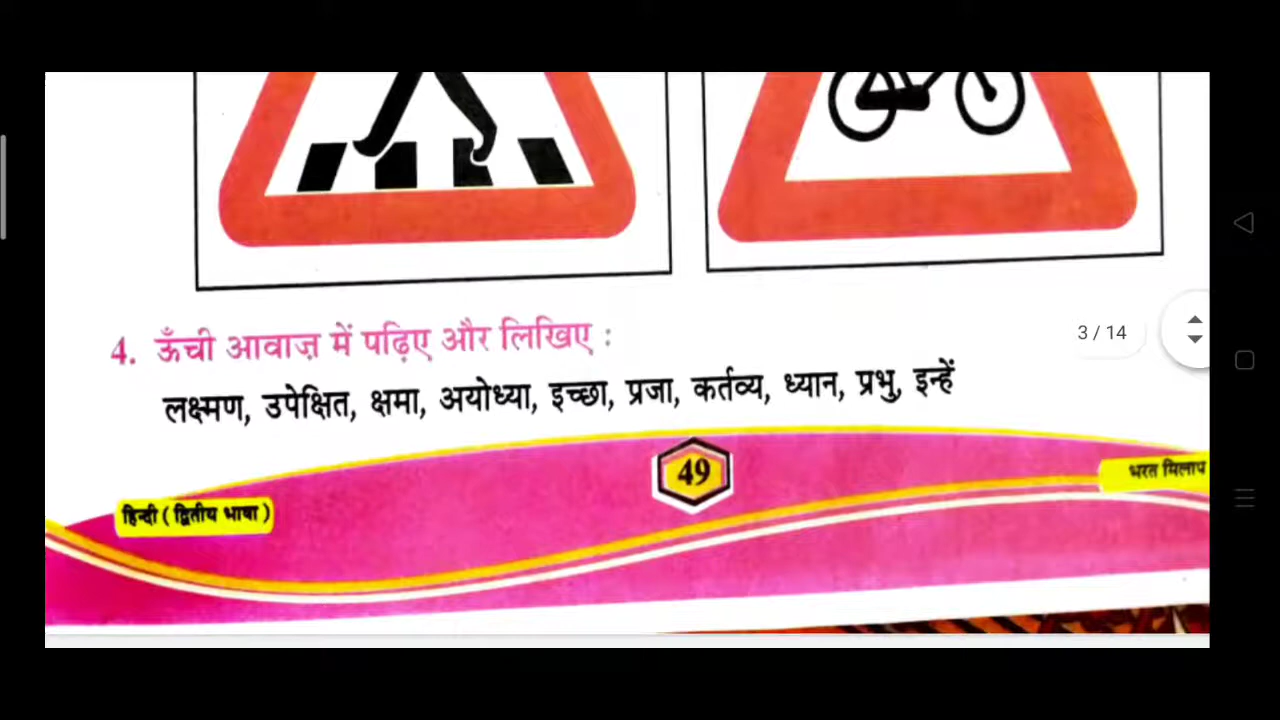 4. ऊँची आवाज़ में पढ़िए और लिखिए :
3 / 14
लक्ष्मण, उपेक्षित, क्षमा, अयोध्या, इच्छा, प्रजा, कर्तव्य, ध्यान, प्रभु, इन्हें
49
भरत मिलाप
हिन्दी ( द्वितीय भाषा )